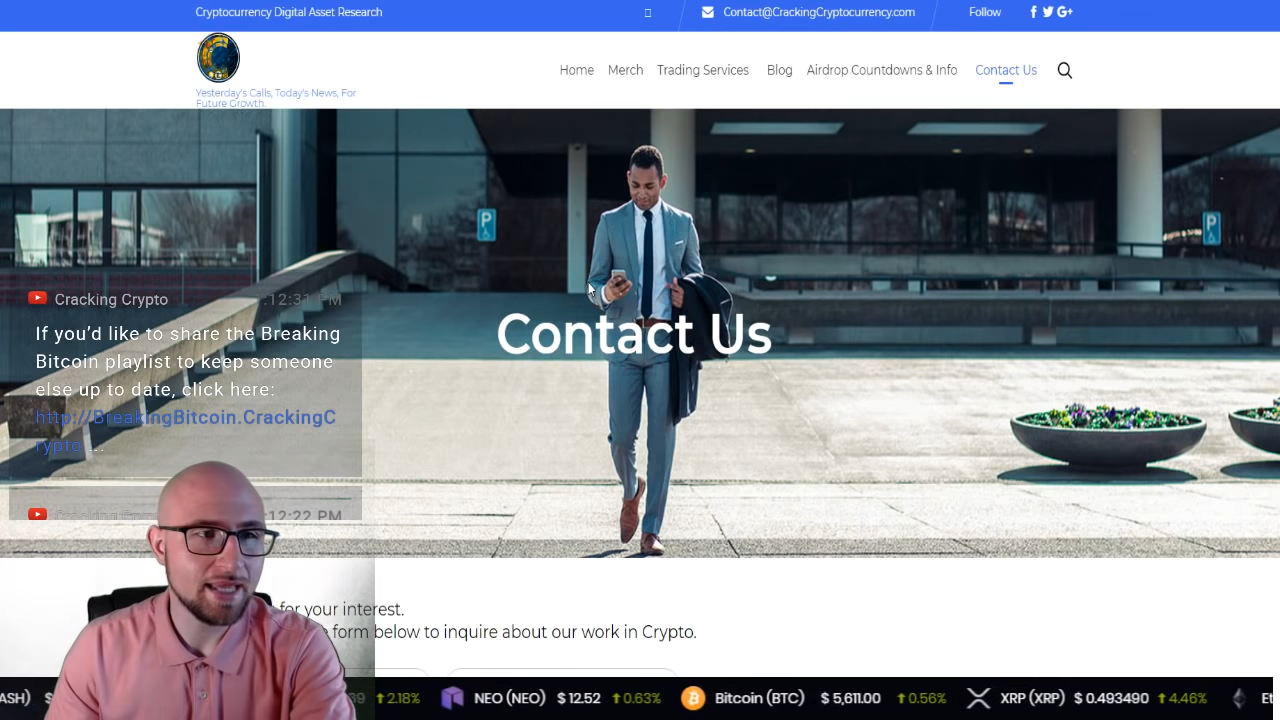 Cryptocurrency Digital Asset Research
Contact@CrackingCryptocurrency.com
Follow
Yesterday's Calls, Today's News, For
Future Growth.
Home
Merch
Trading Services
Blog
Airdrop Countdowns & Info
Contact Us
P
P
Contact Us
Cracking Crypto
:12:31 PM
If you'd like to share the Breaking
Bitcoin playlist to keep someone
else up to date, click here:
http://BreakingBitcoin.CrackingC
rypto ...
Cracking Crypto
:12:22 PM
for your interest.
form below to inquire about our work in Crypto.
ASH)
2.18%
NEO (NEO) $ 12.52 0.63%
Bitcoin (BTC) $ 5,611.00 0.56%
XRP (XRP) $ 0.493490 4.46%
Et